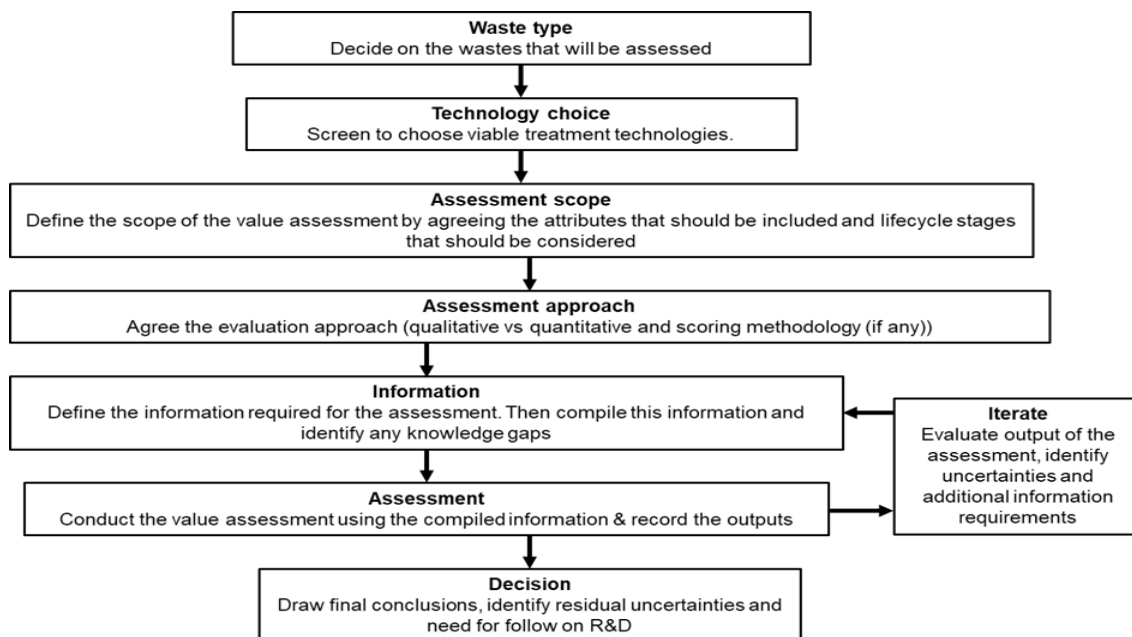 Waste type
Decide on the wastes that will be assessed
Technology choice
Screen to choose viable treatment technologies.
Assessment scope
Define the scope of the value assessment by agreeing the attributes that should be included and lifecycle stages
that should be considered
Assessment approach
Agree the evaluation approach (qualitative vs quantitative and scoring methodology (if any))
Information
Define the information required for the assessment. Then compile this information and
identify any knowledge gaps
Iterate
Evaluate output of the
assessment, identify
uncertainties and
additional information
requirements
Assessment
Conduct the value assessment using the compiled information & record the outputs
Decision
Draw final conclusions, identify residual uncertainties and
need for follow on R&D